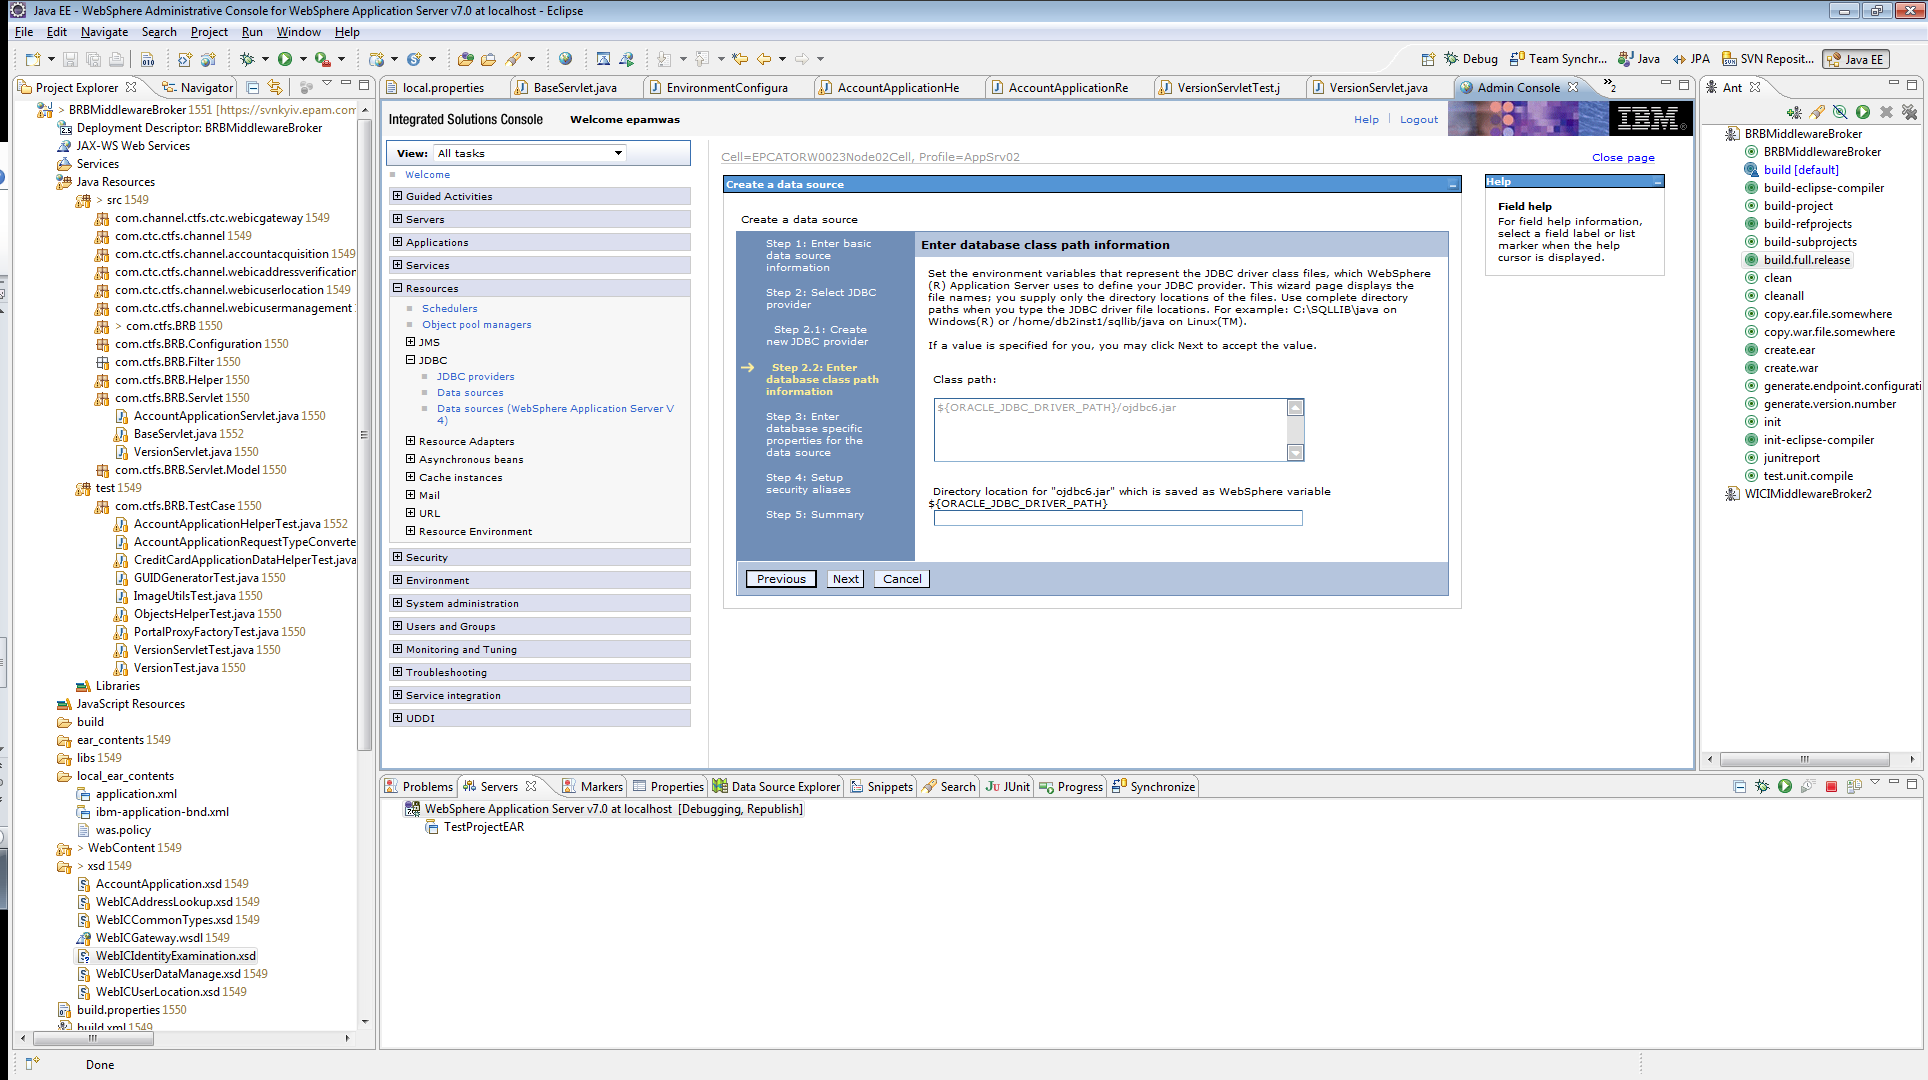 Java EE - WebSphere Administrative Console for WebSphere Application Server v7.0 at localhost - Eclipse
File Edit Navigate Search Project Run Window Help
Debug Team Synchr... Java JPA SVN Reposit... Java EE
Project Explorer Navigator
BRBMiddlewareBroker 1551 [https://svnkyiv.epam.com
Deployment Descriptor: BRBMiddlewareBroker
JAX-WS Web Services
Services
Java Resources
> src 1549
com.channel.ctfs.ctc.webicgateway 1549
com.ctc.ctfs.channel 1549
com.ctc.ctfs.channel.accountacquisition 1549
com.ctc.ctfs.channel.webicaddressverification
com.ctc.ctfs.channel.webicuserlocation 1549
com.ctc.ctfs.channel.webicusermanagement
> com.ctfs.BRB 1550
com.ctfs.BRB.Configuration 1550
com.ctfs.BRB.Filter 1550
com.ctfs.BRB.Helper 1550
com.ctfs.BRB.Servlet 1550
AccountApplicationServlet.java 1550
BaseServlet.java 1552
VersionServlet.java 1550
com.ctfs.BRB.Servlet.Model 1550
test 1549
com.ctfs.BRB.TestCase 1550
AccountApplicationHelperTest.java 1552
AccountApplicationRequestTypeConverte
CreditCardApplicationDataHelperTest.java
GUIDGeneratorTest.java 1550
ImageUtilsTest.java 1550
ObjectsHelperTest.java 1550
PortalProxyFactoryTest.java 1550
VersionServletTest.java 1550
VersionTest.java 1550
Libraries
JavaScript Resources
build
ear_contents 1549
libs 1549
local_ear_contents
application.xml
ibm-application-bnd.xml
was.policy
> WebContent 1549
> xsd 1549
AccountApplication.xsd 1549
WebICAddressLookup.xsd 1549
WebICCommonTypes.xsd 1549
WebICGateway.wsdl 1549
WebICIdentityExamination.xsd
WebICUserDataManage.xsd 1549
WebICUserLocation.xsd 1549
build.properties 1550
build.xml 1549
local.properties BaseServlet.java EnvironmentConfigura AccountApplicationHe AccountApplicationRe VersionServletTest.j VersionServlet.java Admin Console 2
Integrated Solutions Console Welcome epamwas
Help Logout
IBM
View: All tasks
Welcome
Guided Activities
Servers
Applications
Services
Resources
Schedulers
Object pool managers
JMS
JDBC
JDBC providers
Data sources
Data sources (WebSphere Application Server V
4)
Resource Adapters
Asynchronous beans
Cache instances
Mail
URL
Resource Environment
Security
Environment
System administration
Users and Groups
Monitoring and Tuning
Troubleshooting
Service integration
UDDI
Cell=EPCATORW0023Node02Cell, Profile=AppSrv02
Close page
Create a data source
Create a data source
Step 1: Enter basic
data source
information
Step 2: Select JDBC
provider
Step 2.1: Create
new JDBC provider
Step 2.2: Enter
database class path
information
Step 3: Enter
database specific
properties for the
data source
Step 4: Setup
security aliases
Step 5: Summary
Enter database class path information
Set the environment variables that represent the JDBC driver class files, which WebSphere
(R) Application Server uses to define your JDBC provider. This wizard page displays the
file names; you supply only the directory locations of the files. Use complete directory
paths when you type the JDBC driver file locations. For example: C:\SQLLIB\java on
Windows(R) or /home/db2inst1/sqllib/java on Linux(TM).
If a value is specified for you, you may click Next to accept the value.
Class path:
${ORACLE_JDBC_DRIVER_PATH}/ojdbc6.jar
Directory location for "ojdbc6.jar" which is saved as WebSphere variable
${ORACLE_JDBC_DRIVER_PATH}
Previous Next Cancel
Help
Field help
For field help information,
select a field label or list
marker when the help
cursor is displayed.
Ant
BRBMiddlewareBroker
BRBMiddlewareBroker
build [default]
build-eclipse-compiler
build-project
build-refprojects
build-subprojects
build.full.release
clean
cleanall
copy.ear.file.somewhere
copy.war.file.somewhere
create.ear
create.war
generate.endpoint.configurati
generate.version.number
init
init-eclipse-compiler
junitreport
test.unit.compile
WICIMiddlewareBroker2
Problems Servers Markers Properties Data Source Explorer Snippets Search JUnit Progress Synchronize
WebSphere Application Server v7.0 at localhost [Debugging, Republish]
TestProjectEAR
Done